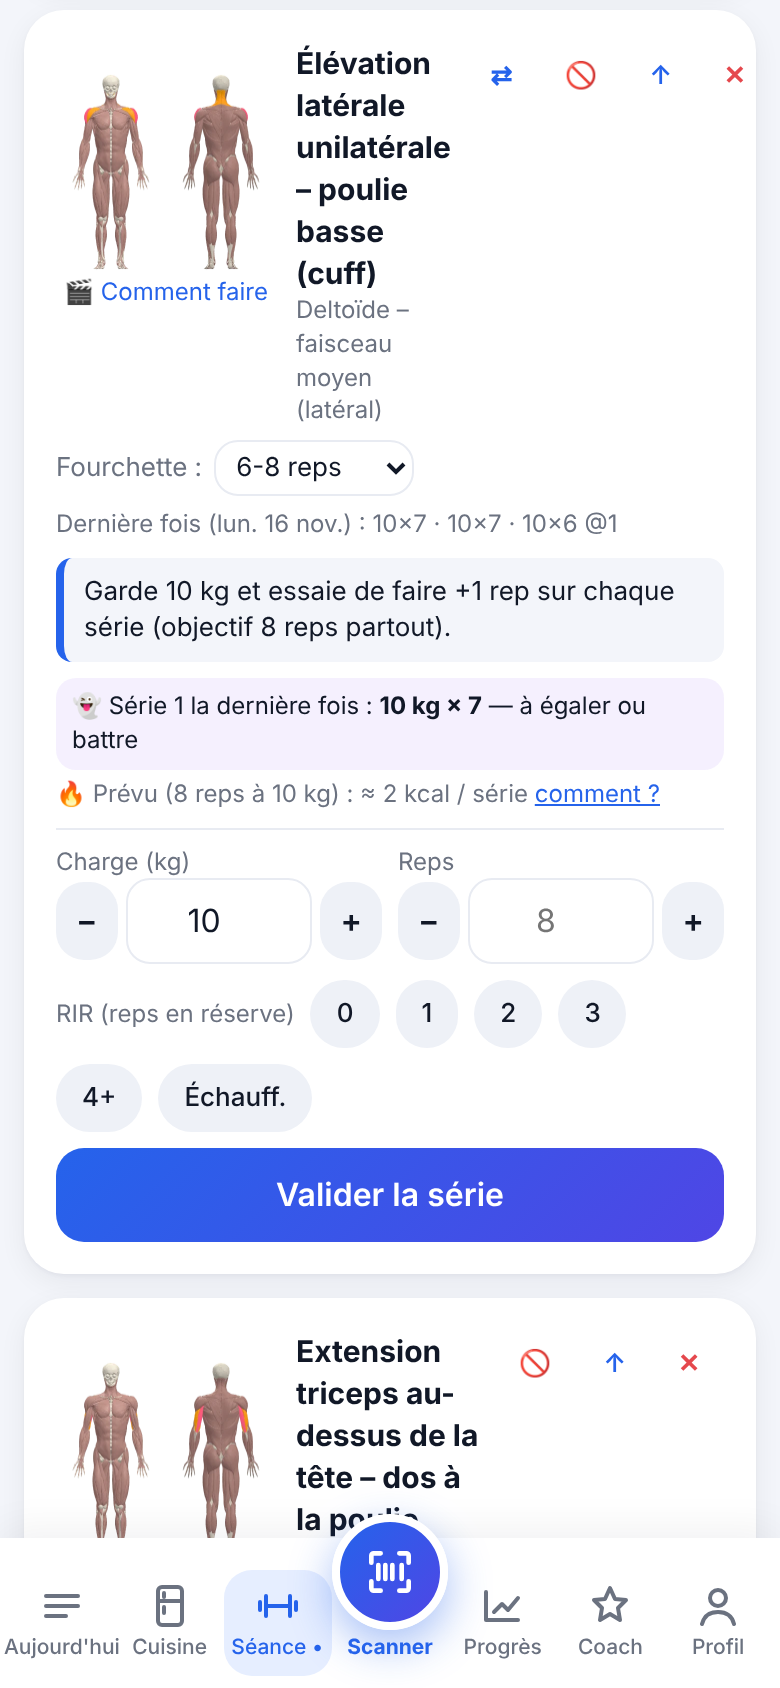 Élévation
latérale
unilatérale
– poulie
basse
(cuff)
⇄ 🚫 ↑ ✕
Deltoïde –
faisceau
moyen
(latéral)
🎬 Comment faire
Fourchette : 6-8 reps
Dernière fois (lun. 16 nov.) : 10×7 · 10×7 · 10×6 @1
Garde 10 kg et essaie de faire +1 rep sur chaque
série (objectif 8 reps partout).
👻 Série 1 la dernière fois : 10 kg × 7 — à égaler ou
battre
🔥 Prévu (8 reps à 10 kg) : ≈ 2 kcal / série comment ?
Charge (kg) Reps
− 10 + − 8 +
RIR (reps en réserve) 0 1 2 3
4+ Échauff.
Valider la série
Extension
triceps au-
dessus de la
tête – dos à
la poulie
🚫 ↑ ✕
Aujourd'hui Cuisine Séance • Scanner Progrès Coach Profil